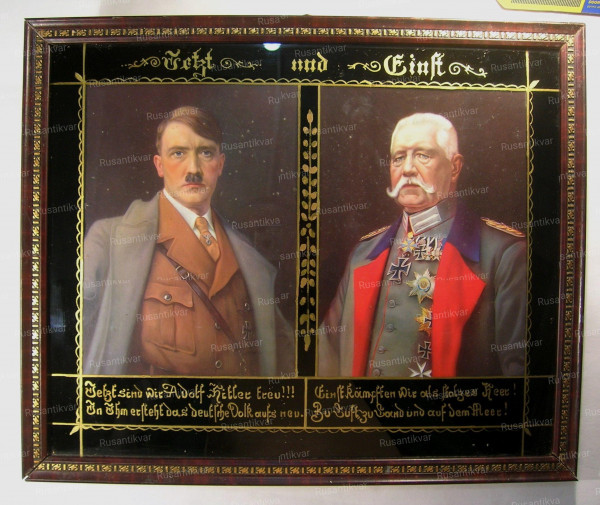 Jetzt und Einst
Jetzt sind wir Adolf Hitler treu!!!
In Ihm ersteht das deutsche Volk aufs neu.
Einst kämpften wir als stolzes Heer!
Zu Luft zu Land und auf dem Meer!
Rusantikvar